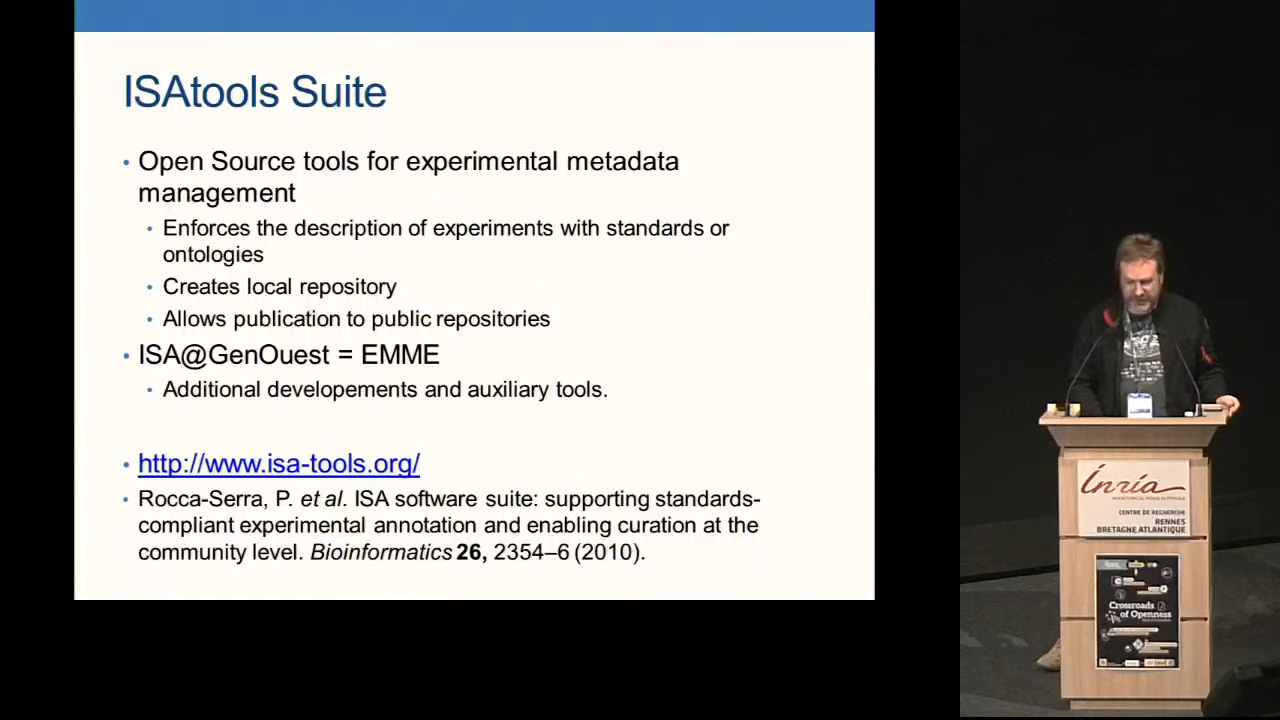 ISAtools Suite
• Open Source tools for experimental metadata
management
• Enforces the description of experiments with standards or
ontologies
• Creates local repository
• Allows publication to public repositories
• ISA@GenOuest = EMME
• Additional developements and auxiliary tools.
• http://www.isa-tools.org/
• Rocca-Serra, P. et al. ISA software suite: supporting standards-
compliant experimental annotation and enabling curation at the
community level. Bioinformatics 26, 2354–6 (2010).
Inria
CENTRE DE RECHERCHE
RENNES
BRETAGNE ATLANTIQUE
Crossroads
of Openness